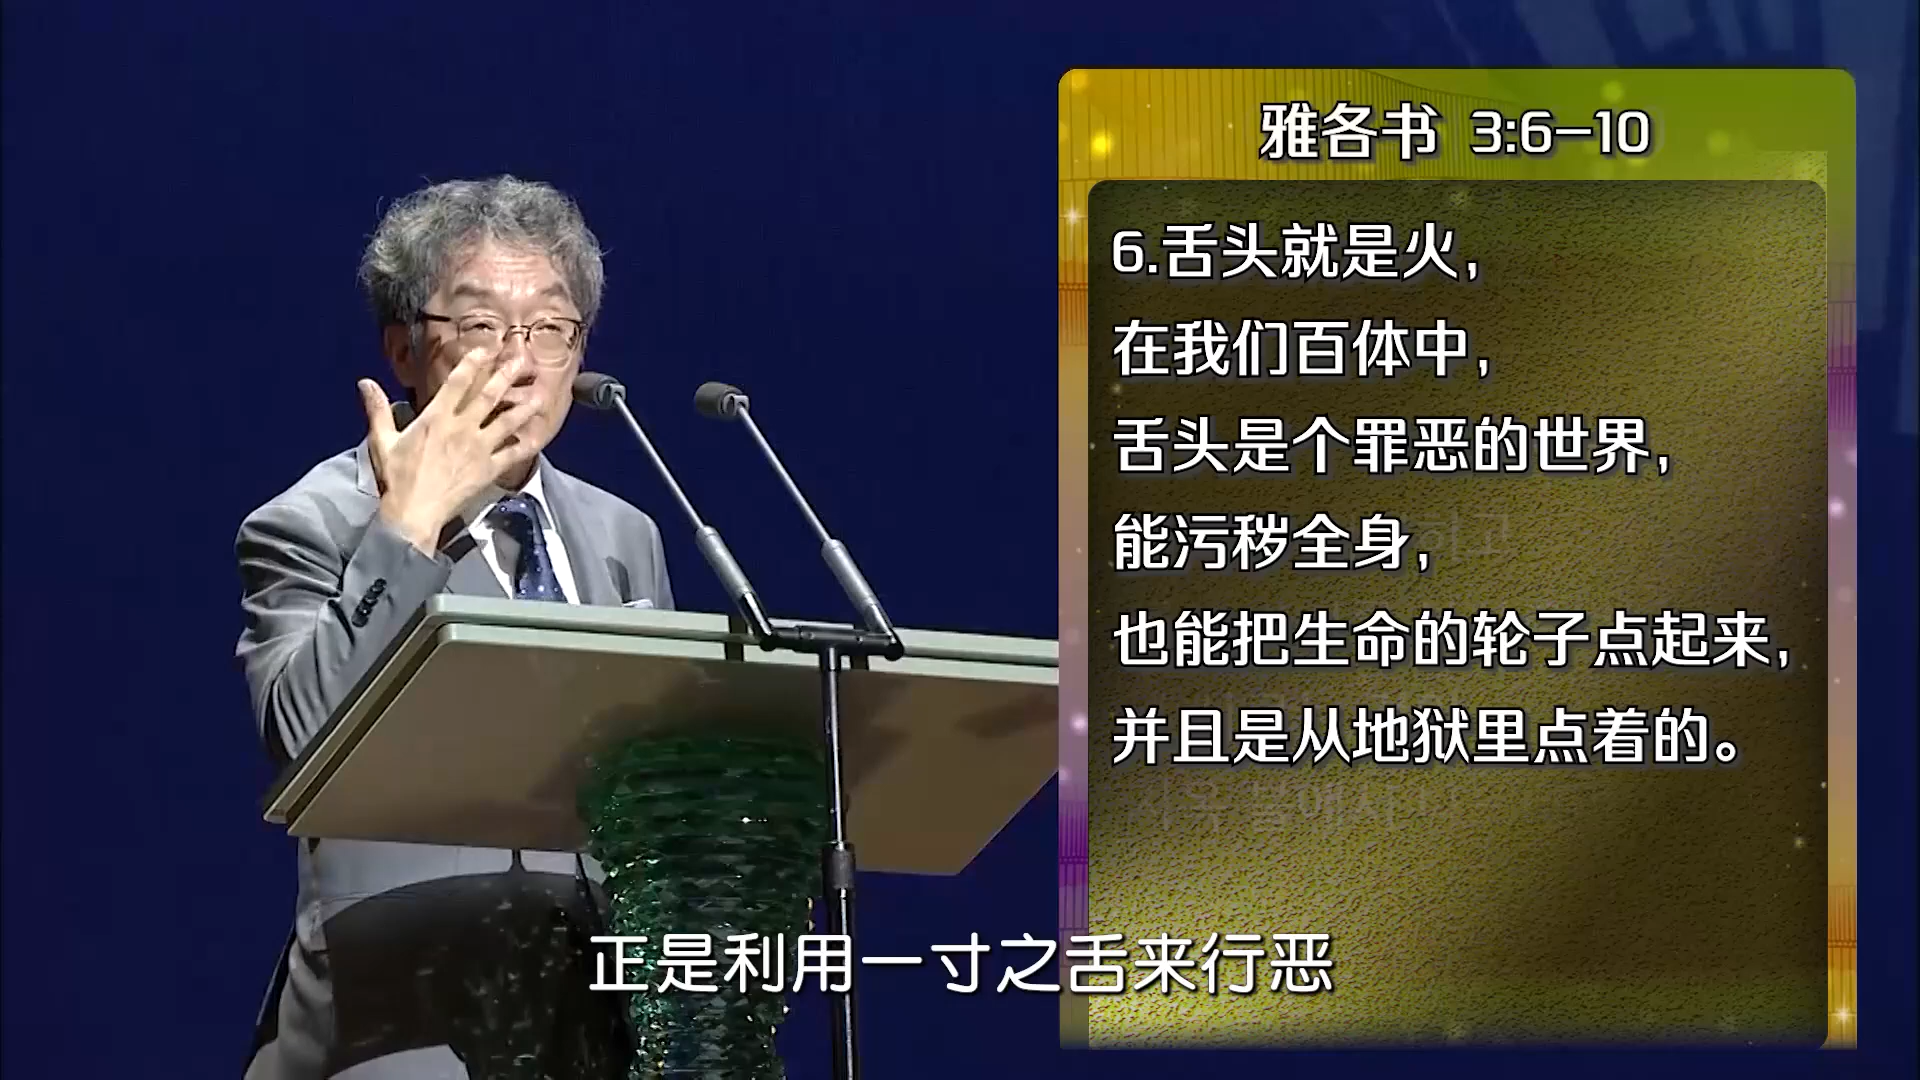 雅各书 3:6–10
6.舌头就是火，
在我们百体中，
舌头是个罪恶的世界，
能污秽全身，
也能把生命的轮子点起来，
并且是从地狱里点着的。
正是利用一寸之舌来行恶